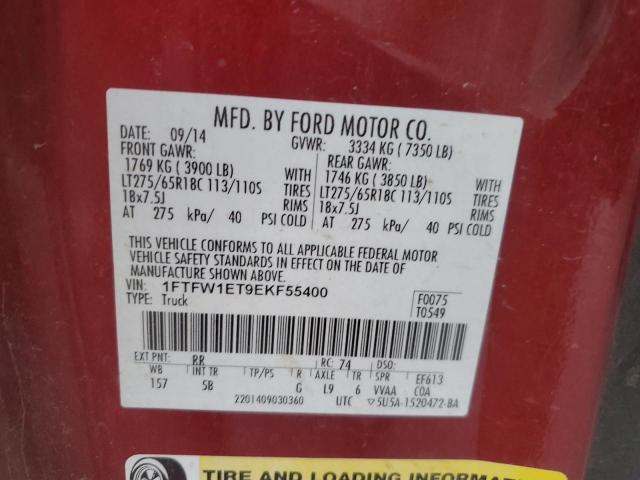 MFD. BY FORD MOTOR CO.
DATE: 09/14 GVWR: 3334 KG ( 7350 LB)
FRONT GAWR: REAR GAWR:
1769 KG ( 3900 LB) WITH 1746 KG ( 3850 LB) WITH
LT275/65R18C 113/110S TIRES LT275/65R18C 113/110S TIRES
18x7.5J RIMS 18x7.5J RIMS
AT 275 kPa/ 40 PSI COLD AT 275 kPa/ 40 PSI COLD
THIS VEHICLE CONFORMS TO ALL APPLICABLE FEDERAL MOTOR
VEHICLE SAFETY STANDARDS IN EFFECT ON THE DATE OF
MANUFACTURE SHOWN ABOVE.
VIN: 1FTFW1ET9EKF55400 F0075
TYPE: Truck T0549
EXT PNT: RR RC: 74 DSO:
WB INT TR TP/PS R AXLE TR SPR EF613
157 5B G L9 6 VVAA COA
2201409030360 UTC ▽5U5A-1520472-BA
TIRE AND LOADING INFORMATION